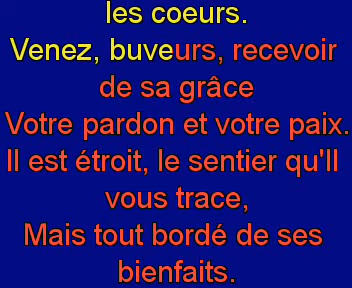 les coeurs.
Venez, buveurs, recevoir
de sa grâce
Votre pardon et votre paix.
Il est étroit, le sentier qu'Il
vous trace,
Mais tout bordé de ses
bienfaits.